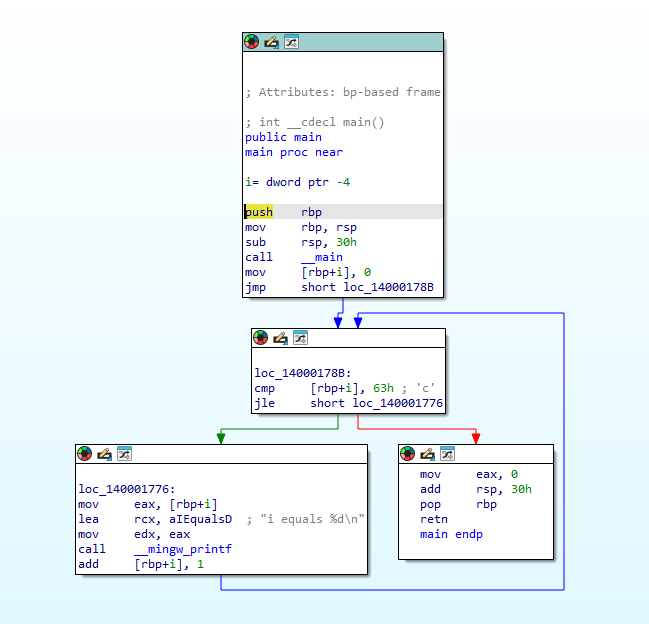 ; Attributes: bp-based frame
; int __cdecl main()
public main
main proc near
i= dword ptr -4
push rbp
mov rbp, rsp
sub rsp, 30h
call __main
mov [rbp+i], 0
jmp short loc_14000178B
loc_14000178B:
cmp [rbp+i], 63h ; 'c'
jle short loc_140001776
loc_140001776:
mov eax, [rbp+i]
lea rcx, aIEqualsD ; "i equals %d\n"
mov edx, eax
call __mingw_printf
add [rbp+i], 1
mov eax, 0
add rsp, 30h
pop rbp
retn
main endp